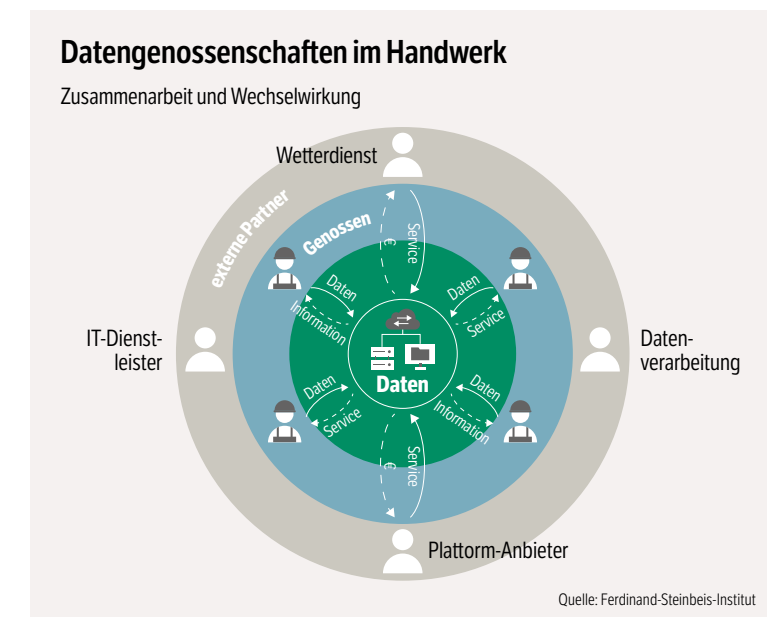 Datengenossenschaften im Handwerk
Zusammenarbeit und Wechselwirkung
Wetterdienst
externe Partner
Genossen
€
Service
Daten
Information
Daten
Service
IT-Dienst-
leister
Daten
Daten-
verarbeitung
Daten
Service
Daten
Information
€
Service
Plattorm-Anbieter
Quelle: Ferdinand-Steinbeis-Institut